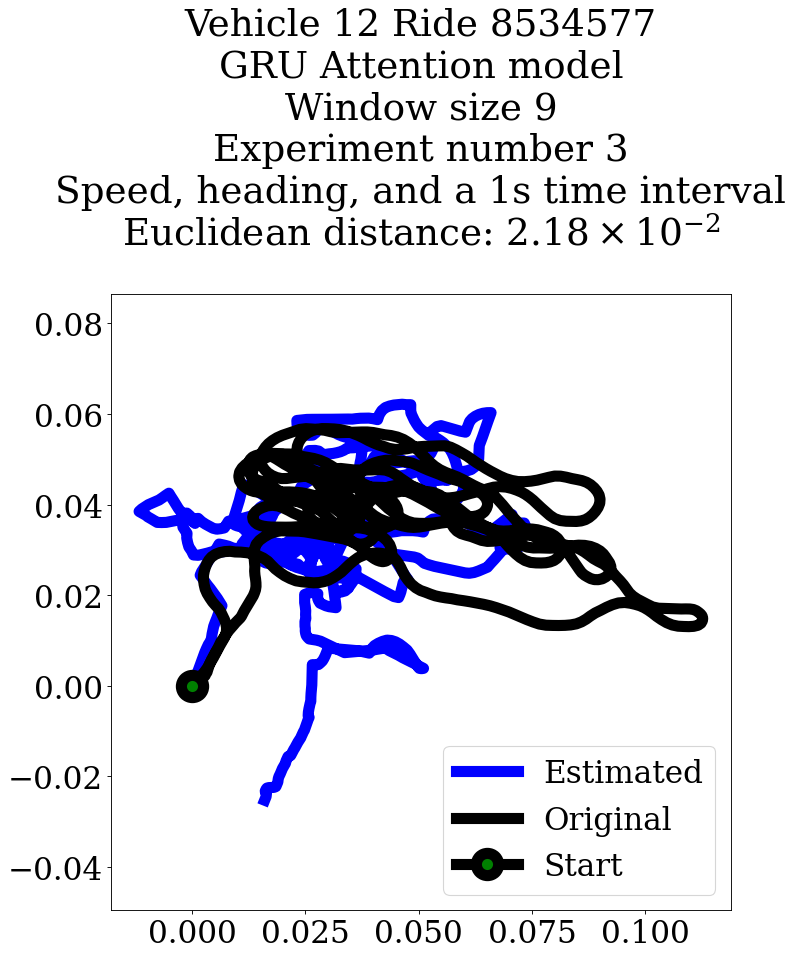 Vehicle 12 Ride 8534577
GRU Attention model
Window size 9
Experiment number 3
Speed, heading, and a 1s time interval
Euclidean distance: 2.18 × 10⁻²
0.08
0.06
0.04
0.02
0.00
−0.02
−0.04
Estimated
Original
Start
0.000 0.025 0.050 0.075 0.100